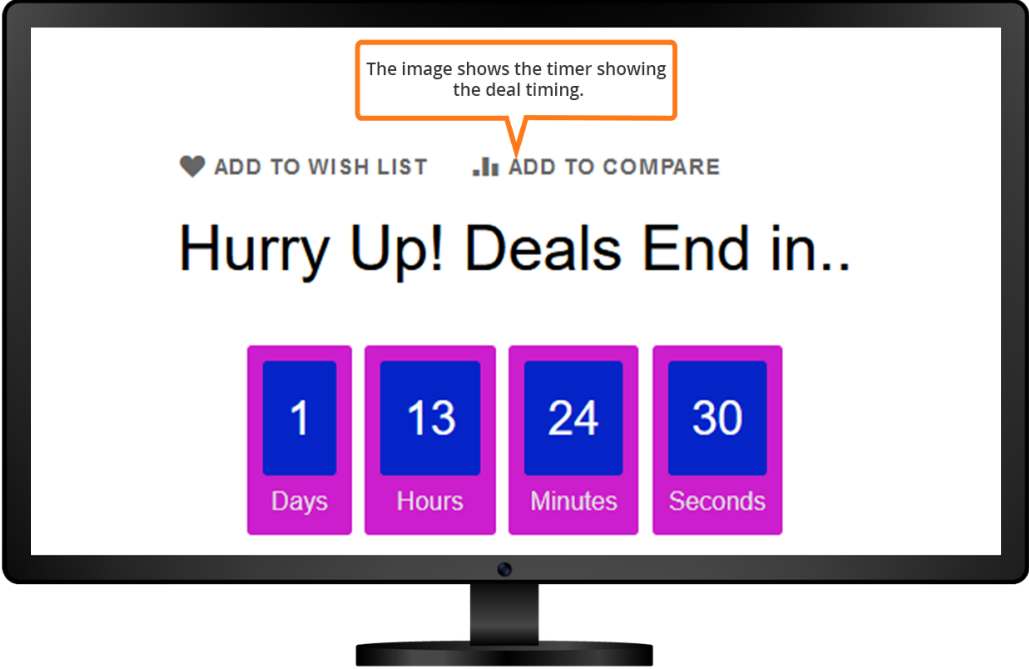 The image shows the timer showing
the deal timing.
ADD TO WISH LIST ADD TO COMPARE
Hurry Up! Deals End in..
1 13 24 30
Days Hours Minutes Seconds